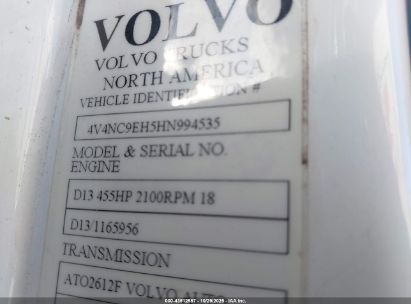 VOLVO
VOLVO TRUCKS
NORTH AMERICA
VEHICLE IDENTIFICATION #
4V4NC9EH5HN994535
MODEL & SERIAL NO.
ENGINE
D13 455HP 2100RPM 18
D13/1165956
TRANSMISSION
ATO2612F VOLVO